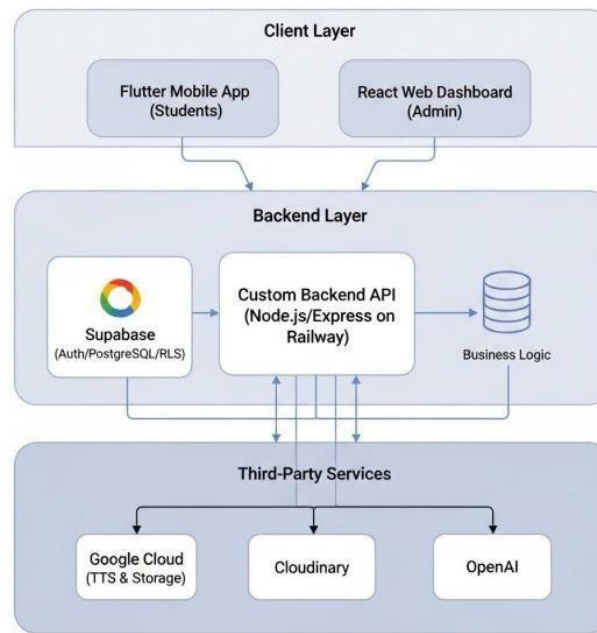 Client Layer
Flutter Mobile App
(Students)
React Web Dashboard
(Admin)
Backend Layer
Supabase
(Auth/PostgreSQL/RLS)
Custom Backend API
(Node.js/Express on
Railway)
Business Logic
Third-Party Services
Google Cloud
(TTS & Storage)
Cloudinary
OpenAI